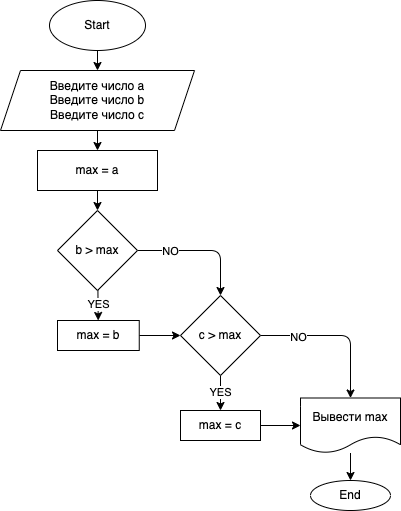 Start
Введите число a
Введите число b
Введите число c
max = a
b > max
NO
YES
max = b
c > max
NO
YES
max = c
Вывести max
End